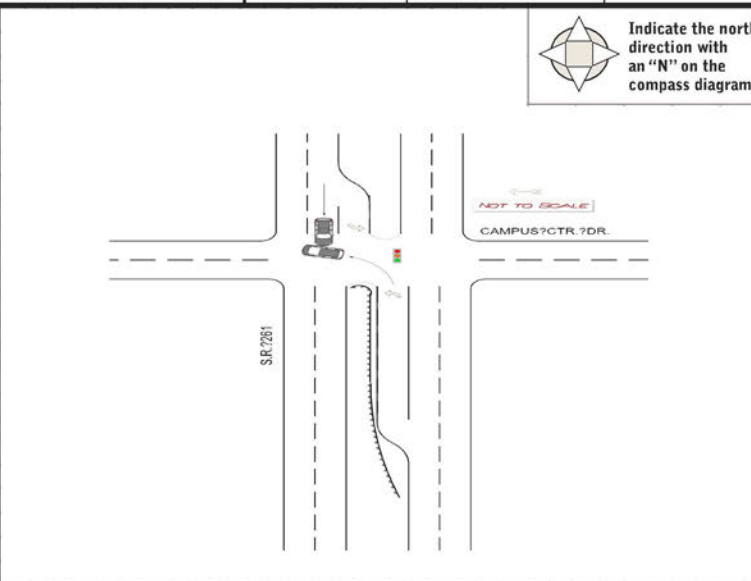 Indicate the north
direction with
an “N” on the
compass diagram
NOT TO SCALE
CAMPUS?CTR.?DR.
S.R.?261